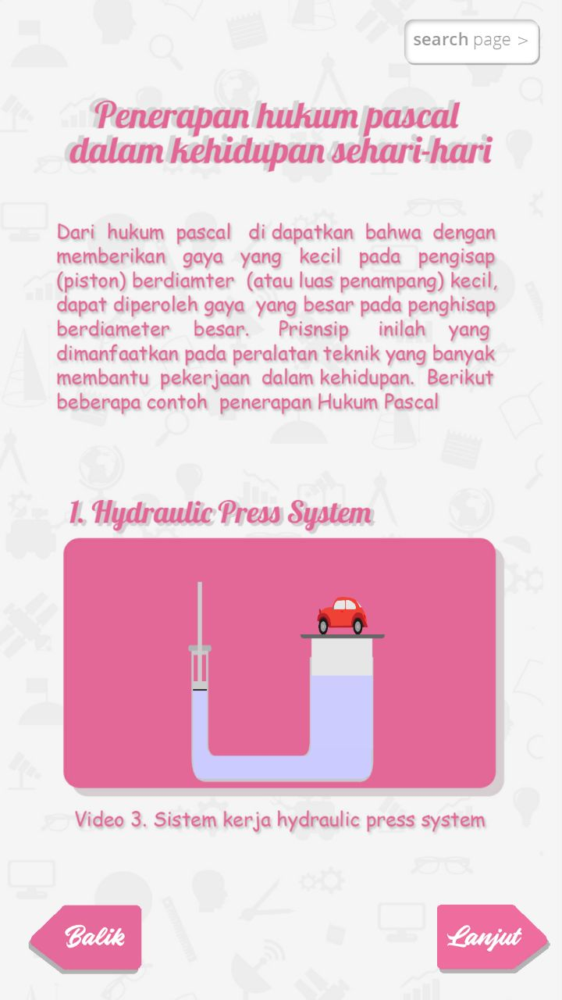 search page >
Penerapan hukum pascal
dalam kehidupan sehari-hari
Dari hukum pascal di dapatkan bahwa dengan
memberikan gaya yang kecil pada pengisap
(piston) berdiamter (atau luas penampang) kecil,
dapat diperoleh gaya yang besar pada penghisap
berdiameter besar. Prisnsip inilah yang
dimanfaatkan pada peralatan teknik yang banyak
membantu pekerjaan dalam kehidupan. Berikut
beberapa contoh penerapan Hukum Pascal
1. Hydraulic Press System
Video 3. Sistem kerja hydraulic press system
Balik
Lanjut